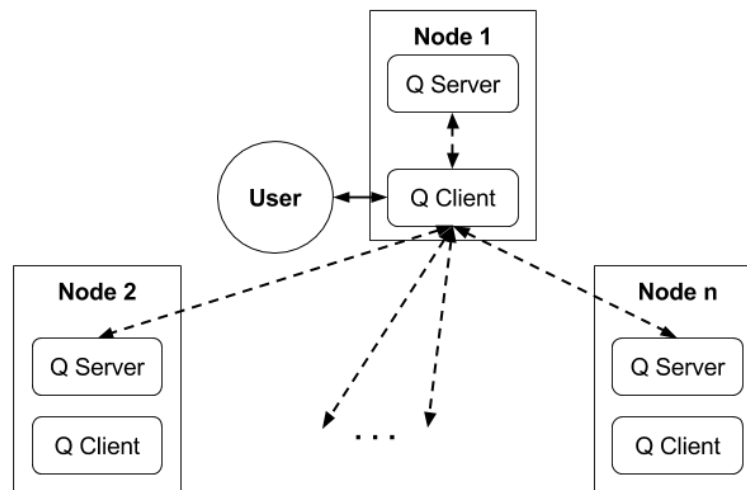 Node 1
Q Server
Q Client
User
Node 2
Q Server
Q Client
. . .
Node n
Q Server
Q Client